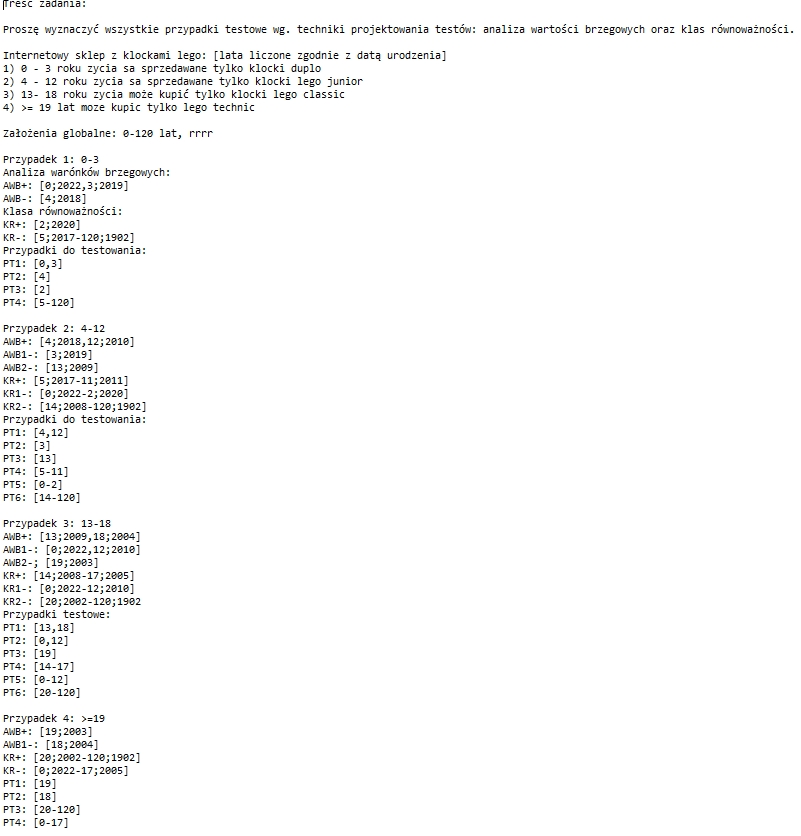 Treść zadania:
Proszę wyznaczyć wszystkie przypadki testowe wg. techniki projektowania testów: analiza wartości brzegowych oraz klas równoważności.
Internetowy sklep z klockami lego: [lata liczone zgodnie z datą urodzenia]
1) 0 - 3 roku zycia sa sprzedawane tylko klocki duplo
2) 4 - 12 roku zycia sa sprzedawane tylko klocki lego junior
3) 13- 18 roku zycia może kupić tylko klocki lego classic
4) >= 19 lat moze kupic tylko lego technic
Założenia globalne: 0-120 lat, rrrr
Przypadek 1: 0-3
Analiza warónków brzegowych:
AWB+: [0;2022,3;2019]
AWB-: [4;2018]
Klasa równoważności:
KR+: [2;2020]
KR-: [5;2017-120;1902]
Przypadki do testowania:
PT1: [0,3]
PT2: [4]
PT3: [2]
PT4: [5-120]
Przypadek 2: 4-12
AWB+: [4;2018,12;2010]
AWB1-: [3;2019]
AWB2-: [13;2009]
KR+: [5;2017-11;2011]
KR1-: [0;2022-2;2020]
KR2-: [14;2008-120;1902]
Przypadki do testowania:
PT1: [4,12]
PT2: [3]
PT3: [13]
PT4: [5-11]
PT5: [0-2]
PT6: [14-120]
Przypadek 3: 13-18
AWB+: [13;2009,18;2004]
AWB1-: [0;2022,12;2010]
AWB2-; [19;2003]
KR+: [14;2008-17;2005]
KR1-: [0;2022-12;2010]
KR2-: [20;2002-120;1902
Przypadki testowe:
PT1: [13,18]
PT2: [0,12]
PT3: [19]
PT4: [14-17]
PT5: [0-12]
PT6: [20-120]
Przypadek 4: >=19
AWB+: [19;2003]
AWB1-: [18;2004]
KR+: [20;2002-120;1902]
KR-: [0;2022-17;2005]
PT1: [19]
PT2: [18]
PT3: [20-120]
PT4: [0-17]